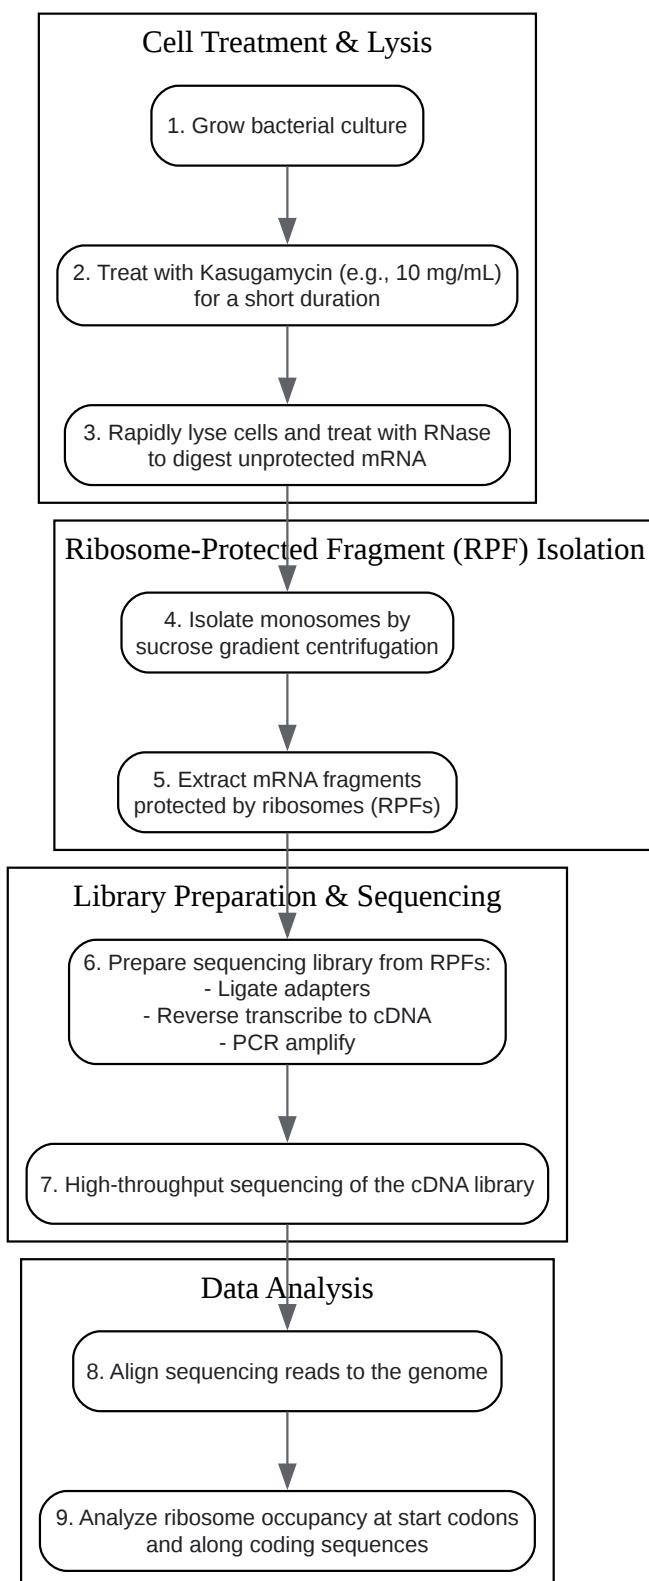 Cell Treatment & Lysis
1. Grow bacterial culture
2. Treat with Kasugamycin (e.g., 10 mg/mL)
for a short duration
3. Rapidly lyse cells and treat with RNase
to digest unprotected mRNA
Ribosome-Protected Fragment (RPF) Isolation
4. Isolate monosomes by
sucrose gradient centrifugation
5. Extract mRNA fragments
protected by ribosomes (RPFs)
Library Preparation & Sequencing
6. Prepare sequencing library from RPFs:
- Ligate adapters
- Reverse transcribe to cDNA
- PCR amplify
7. High-throughput sequencing of the cDNA library
Data Analysis
8. Align sequencing reads to the genome
9. Analyze ribosome occupancy at start codons
and along coding sequences